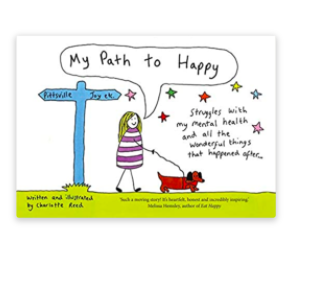 My Path to Happy
Pittsville
Joy etc.
Struggles with
my mental health
and all the
wonderful things
that happened after...
written and illustrated
by Charlotte Reed
'Such a moving story! It's heartfelt, honest and incredibly inspiring.'
Melissa Hemsley, author of Eat Happy